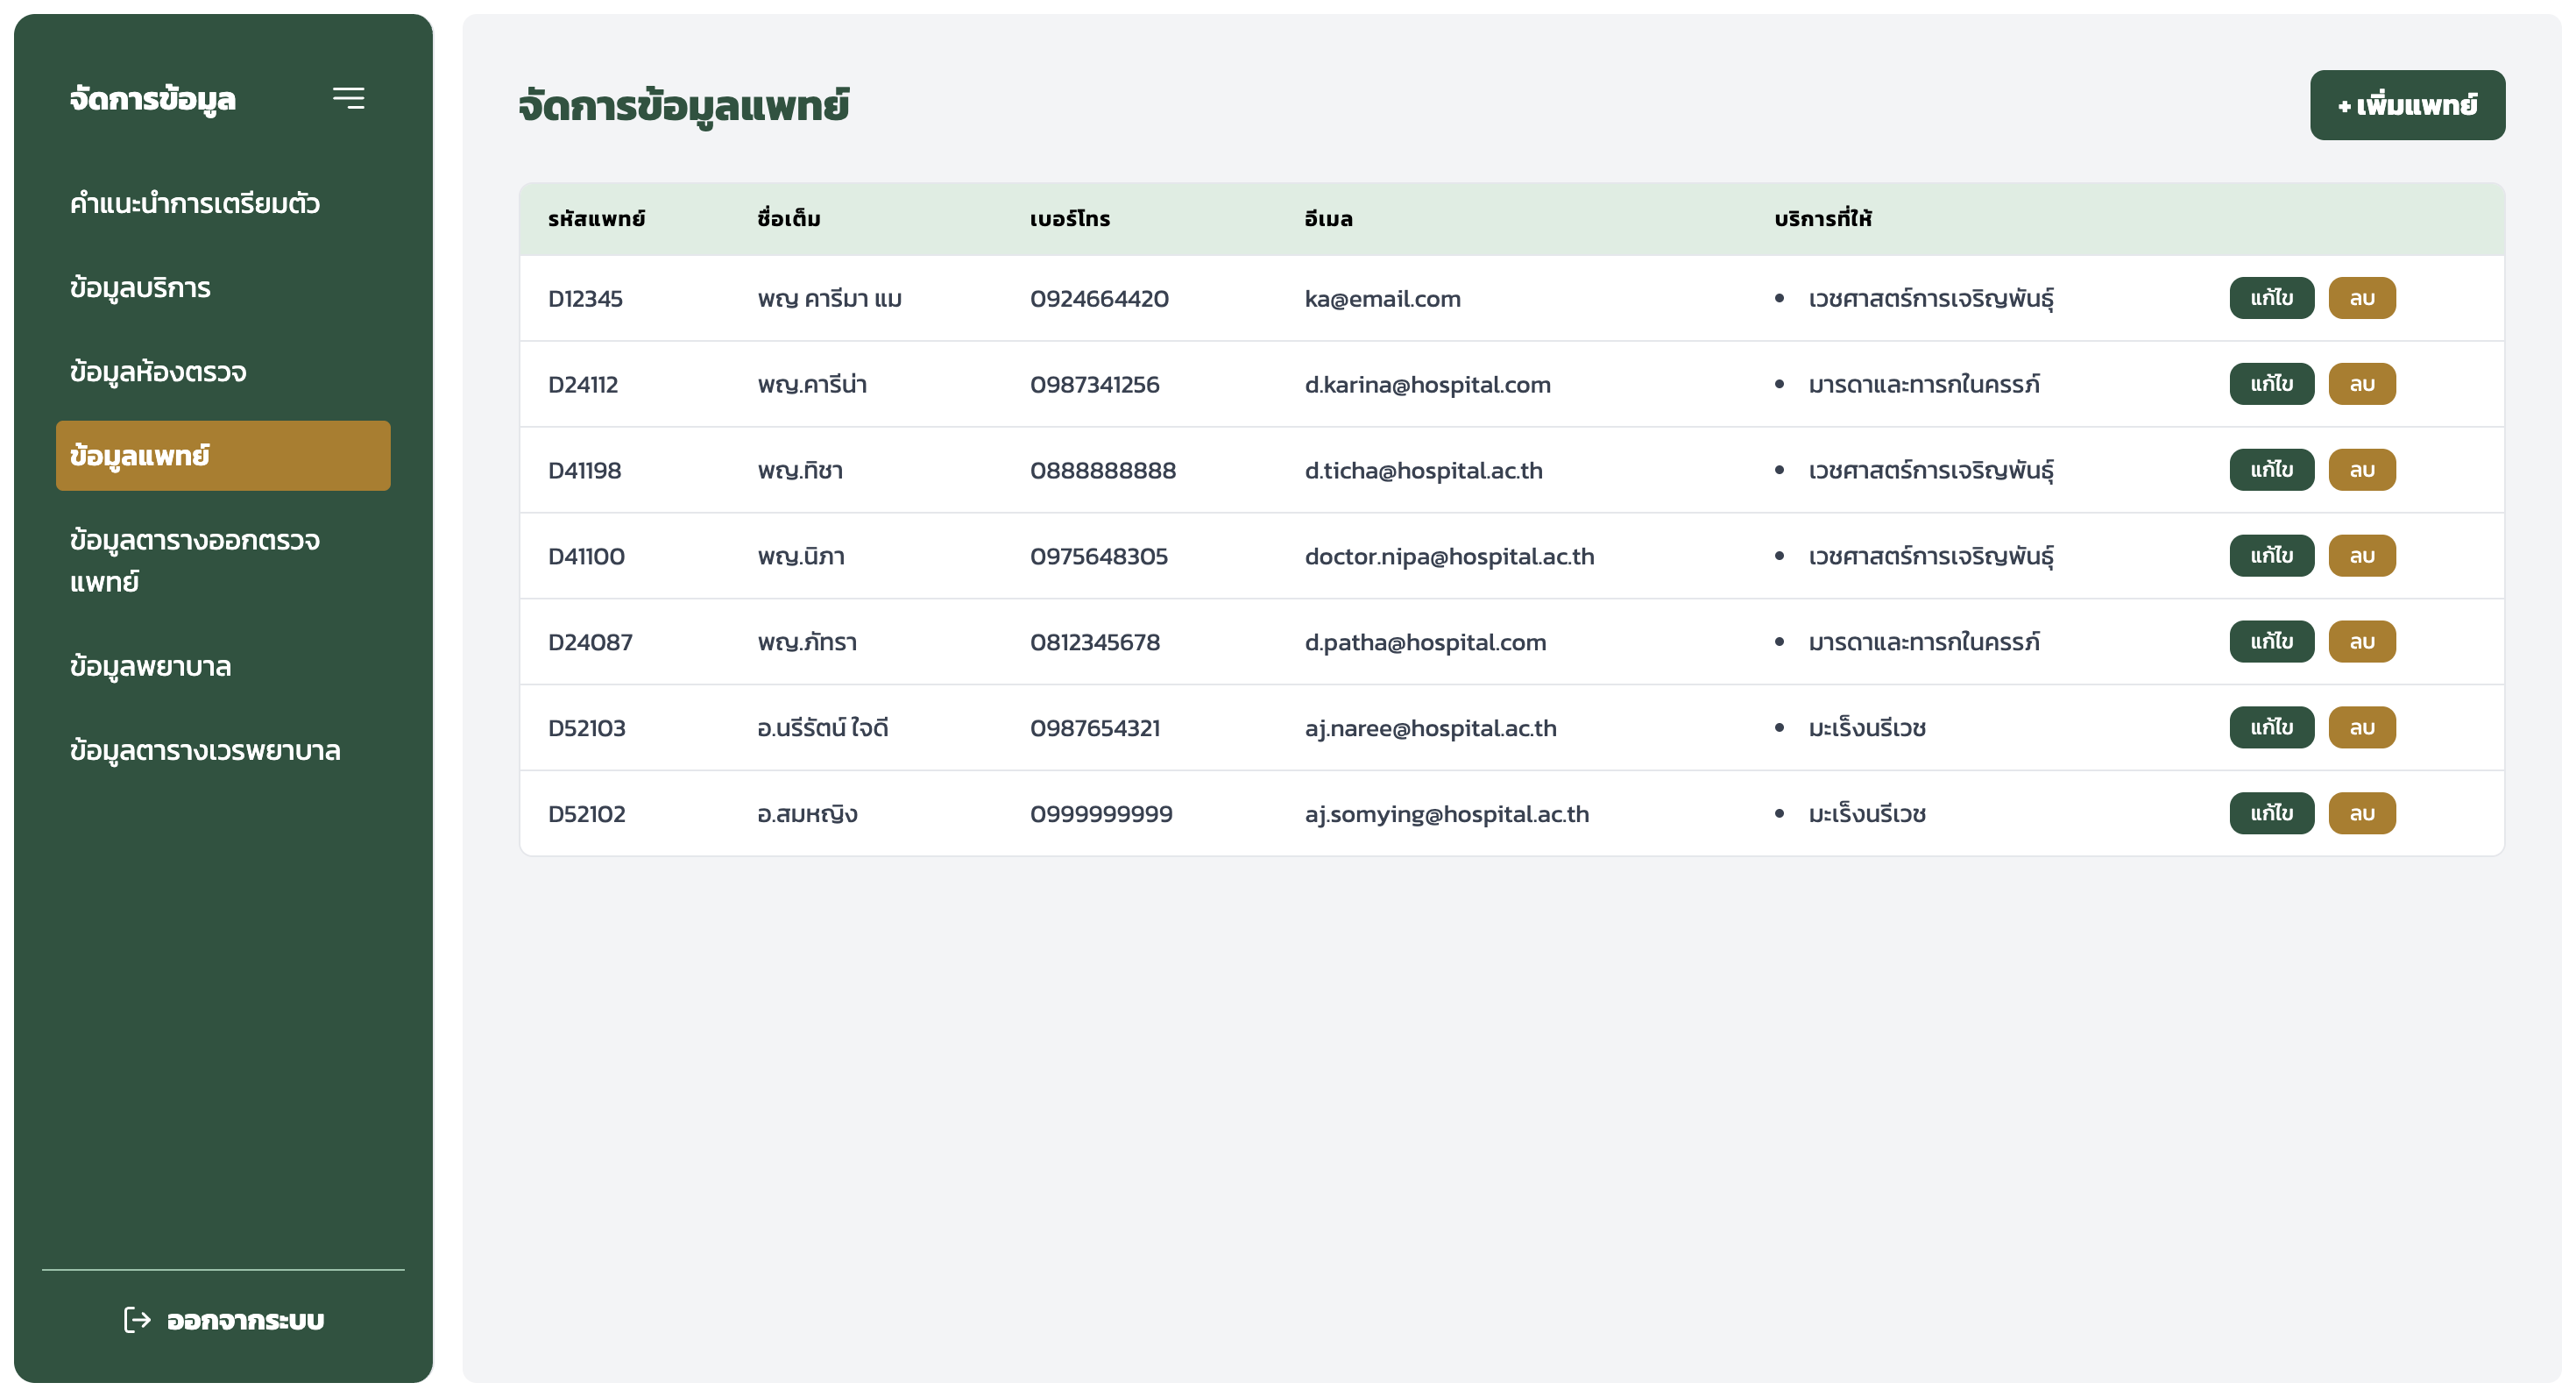 จัดการข้อมูล
คำแนะนำการเตรียมตัว
ข้อมูลบริการ
ข้อมูลห้องตรวจ
ข้อมูลแพทย์
ข้อมูลตารางออกตรวจ
แพทย์
ข้อมูลพยาบาล
ข้อมูลตารางเวรพยาบาล
ออกจากระบบ
จัดการข้อมูลแพทย์
+ เพิ่มแพทย์
รหัสแพทย์ ชื่อเต็ม เบอร์โทร อีเมล บริการที่ให้
D12345 พญ คารีมา แม 0924664420 ka@email.com • เวชศาสตร์การเจริญพันธุ์ แก้ไข ลบ
D24112 พญ.คารีน่า 0987341256 d.karina@hospital.com • มารดาและทารกในครรภ์ แก้ไข ลบ
D41198 พญ.ทิชา 0888888888 d.ticha@hospital.ac.th • เวชศาสตร์การเจริญพันธุ์ แก้ไข ลบ
D41100 พญ.นิภา 0975648305 doctor.nipa@hospital.ac.th • เวชศาสตร์การเจริญพันธุ์ แก้ไข ลบ
D24087 พญ.ภัทรา 0812345678 d.patha@hospital.com • มารดาและทารกในครรภ์ แก้ไข ลบ
D52103 อ.นรีรัตน์ ใจดี 0987654321 aj.naree@hospital.ac.th • มะเร็งนรีเวช แก้ไข ลบ
D52102 อ.สมหญิง 0999999999 aj.somying@hospital.ac.th • มะเร็งนรีเวช แก้ไข ลบ